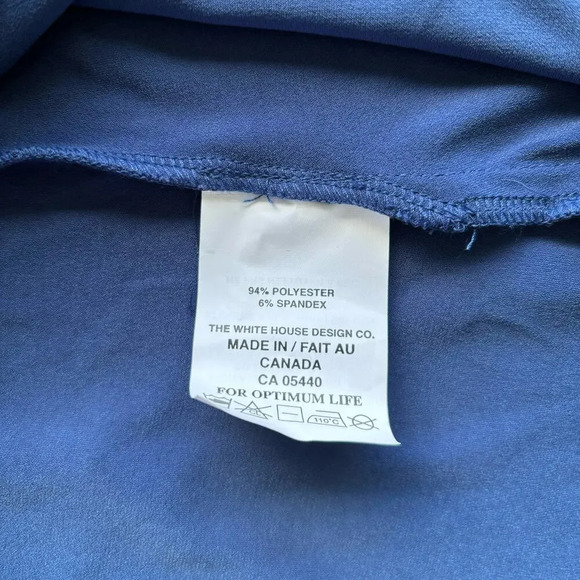 94% POLYESTER
6% SPANDEX
THE WHITE HOUSE DESIGN CO.
MADE IN / FAIT AU
CANADA
CA 05440
FOR OPTIMUM LIFE
110°C